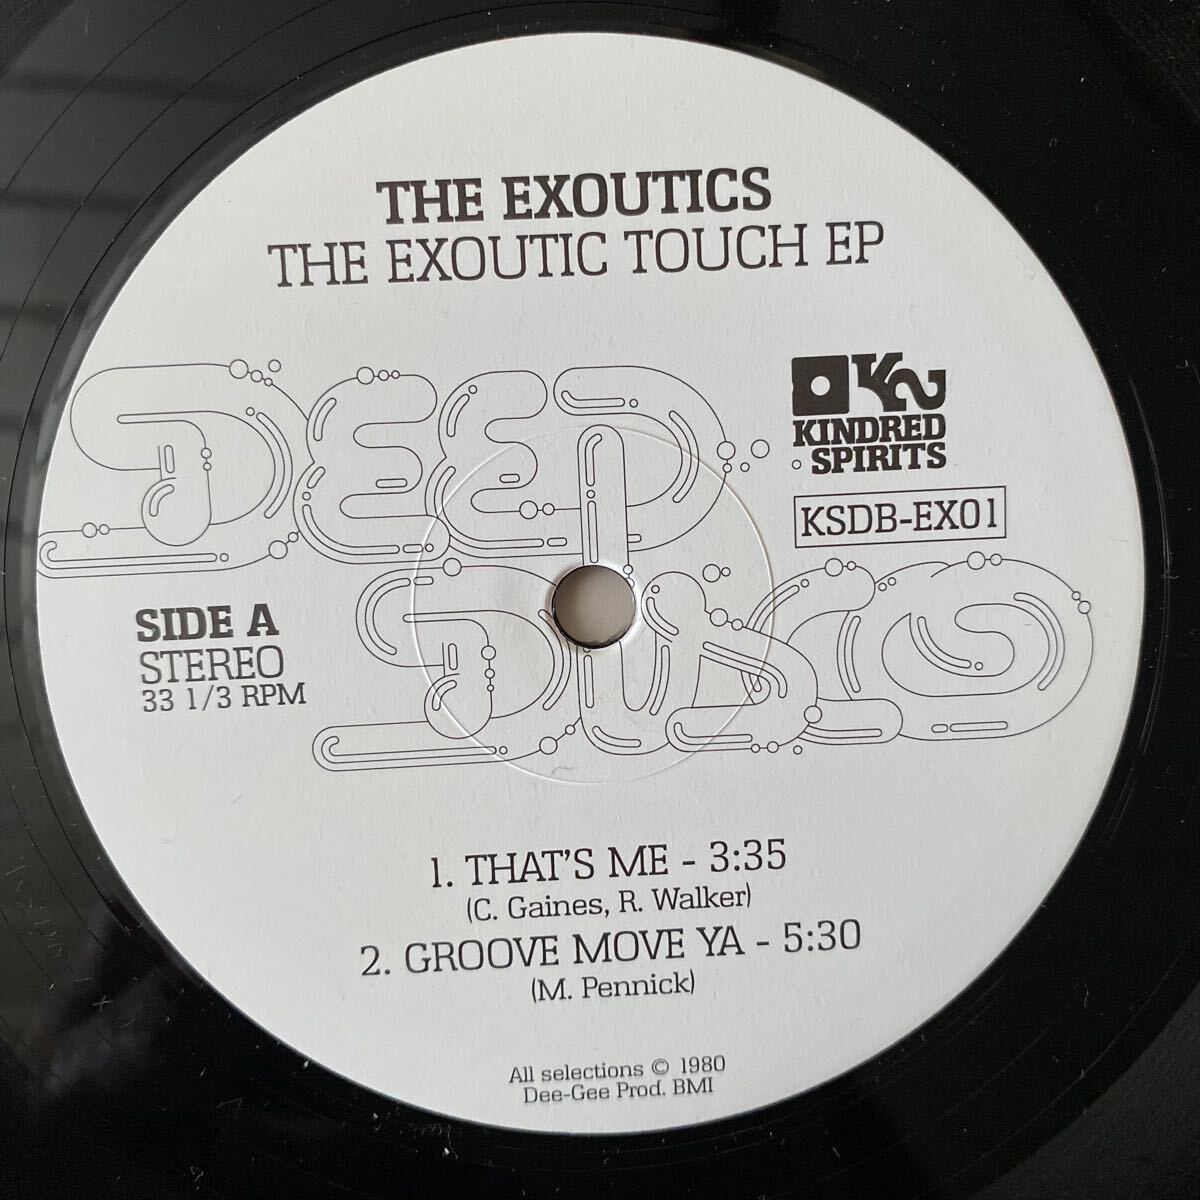 THE EXOUTICS
THE EXOUTIC TOUCH EP
DEEP
DISCO
KINDRED
SPIRITS
KSDB-EX01
SIDE A
STEREO
33 1/3 RPM
1. THAT'S ME - 3:35
(C. Gaines, R. Walker)
2. GROOVE MOVE YA - 5:30
(M. Pennick)
All selections © 1980
Dee-Gee Prod. BMI